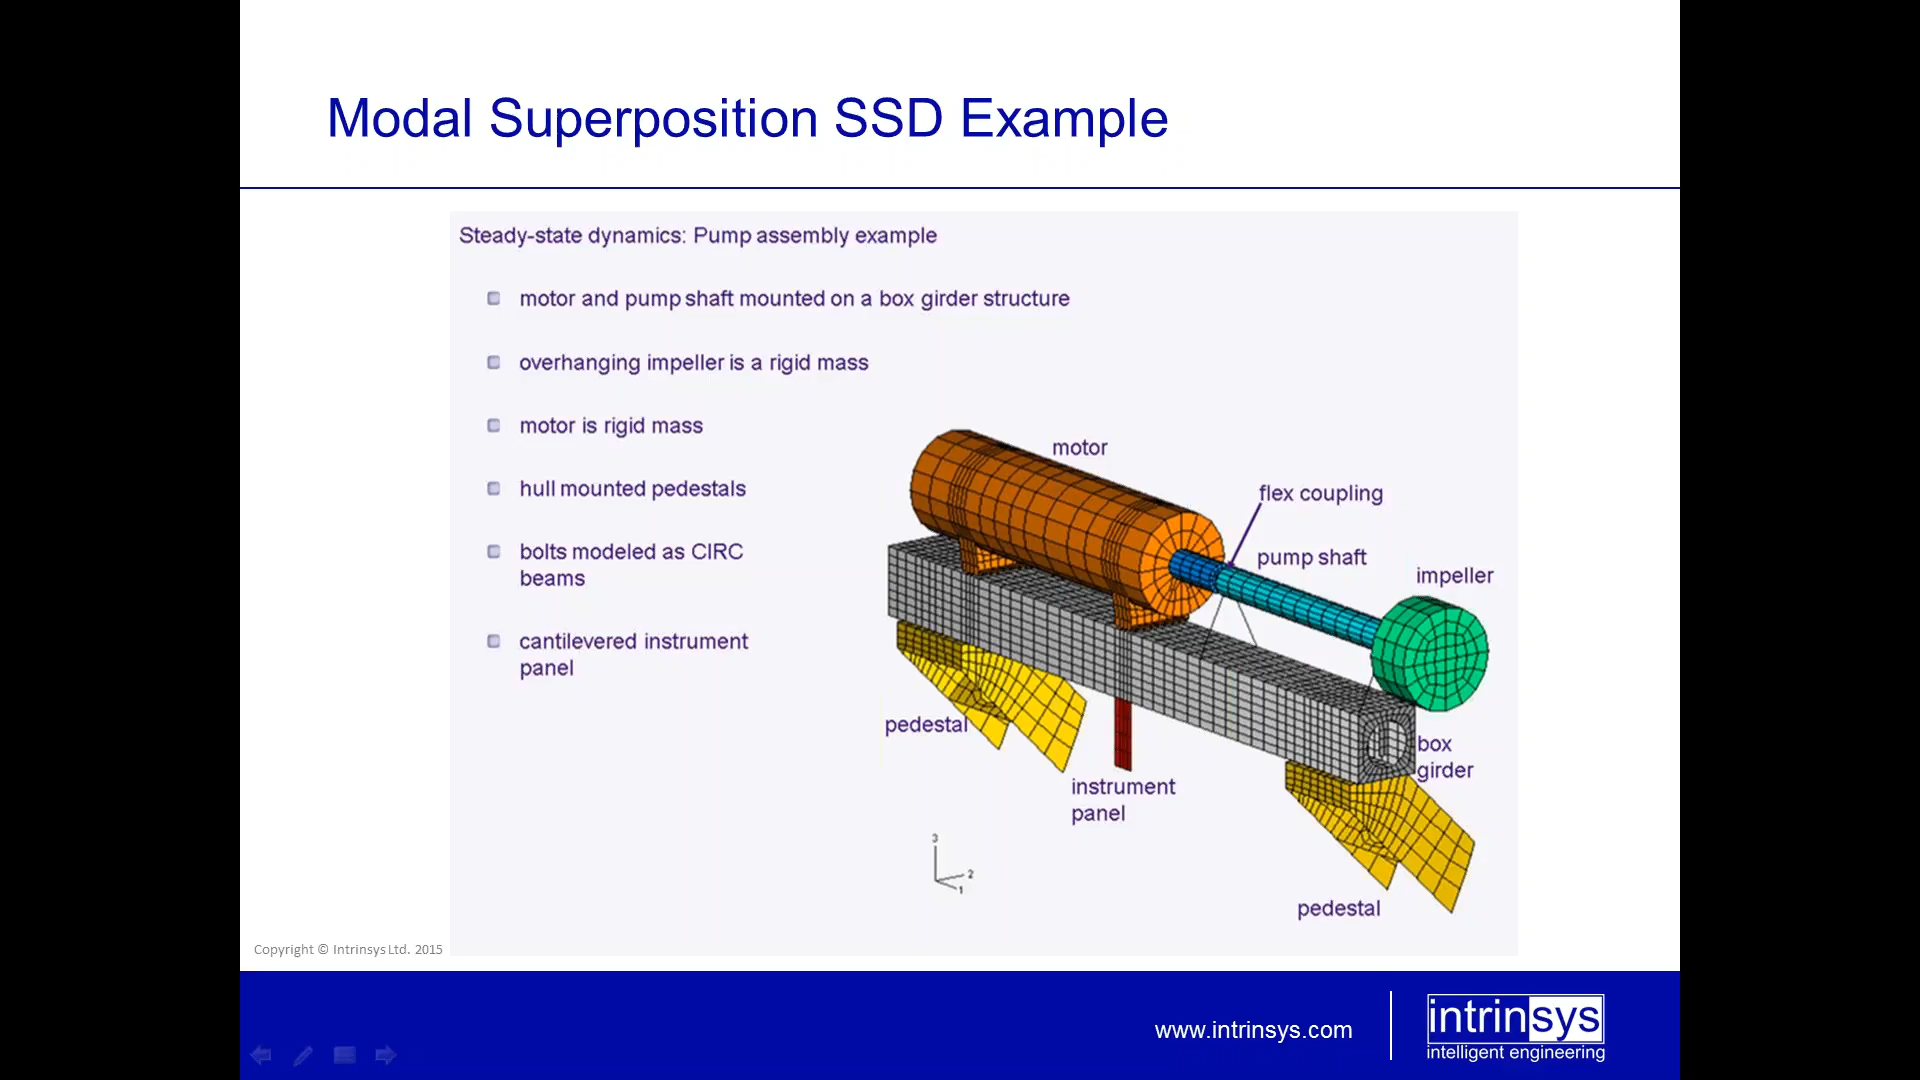 Modal Superposition SSD Example
Steady-state dynamics: Pump assembly example
motor and pump shaft mounted on a box girder structure
overhanging impeller is a rigid mass
motor is rigid mass
hull mounted pedestals
bolts modeled as CIRC
beams
cantilevered instrument
panel
motor
flex coupling
pump shaft
impeller
pedestal
box
girder
instrument
panel
pedestal
3
2
1
Copyright © Intrinsys Ltd. 2015
www.intrinsys.com
intrinsys
intelligent engineering